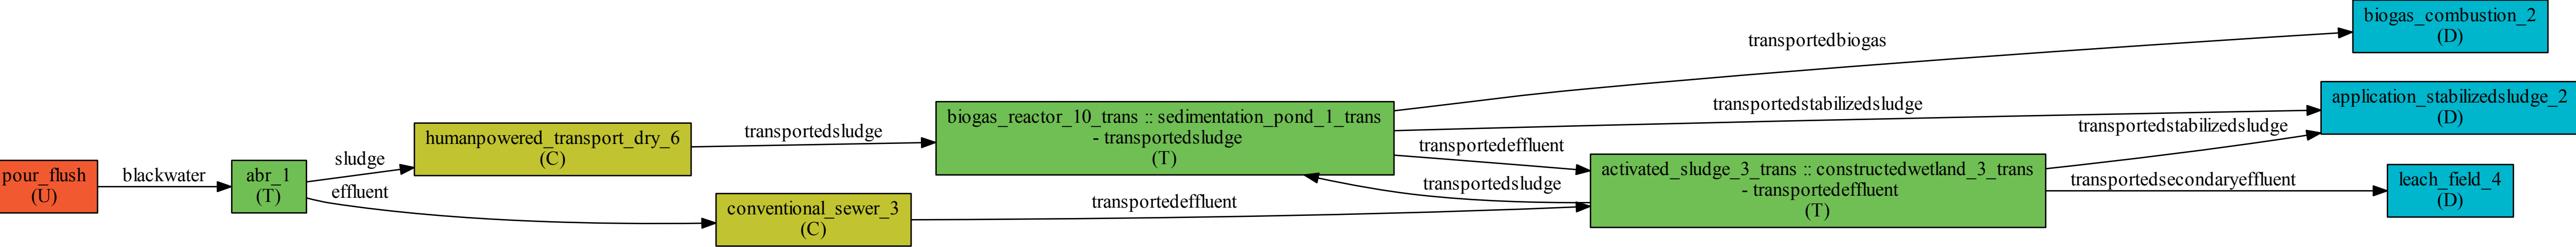 pour_flush
(U)
blackwater
abr_1
(T)
sludge
effluent
humanpowered_transport_dry_6
(C)
conventional_sewer_3
(C)
transportedsludge
transportedeffluent
biogas_reactor_10_trans :: sedimentation_pond_1_trans
- transportedsludge
(T)
transportedbiogas
transportedstabilizedsludge
transportedeffluent
transportedsludge
activated_sludge_3_trans :: constructedwetland_3_trans
- transportedeffluent
(T)
transportedstabilizedsludge
transportedsecondaryeffluent
biogas_combustion_2
(D)
application_stabilizedsludge_2
(D)
leach_field_4
(D)